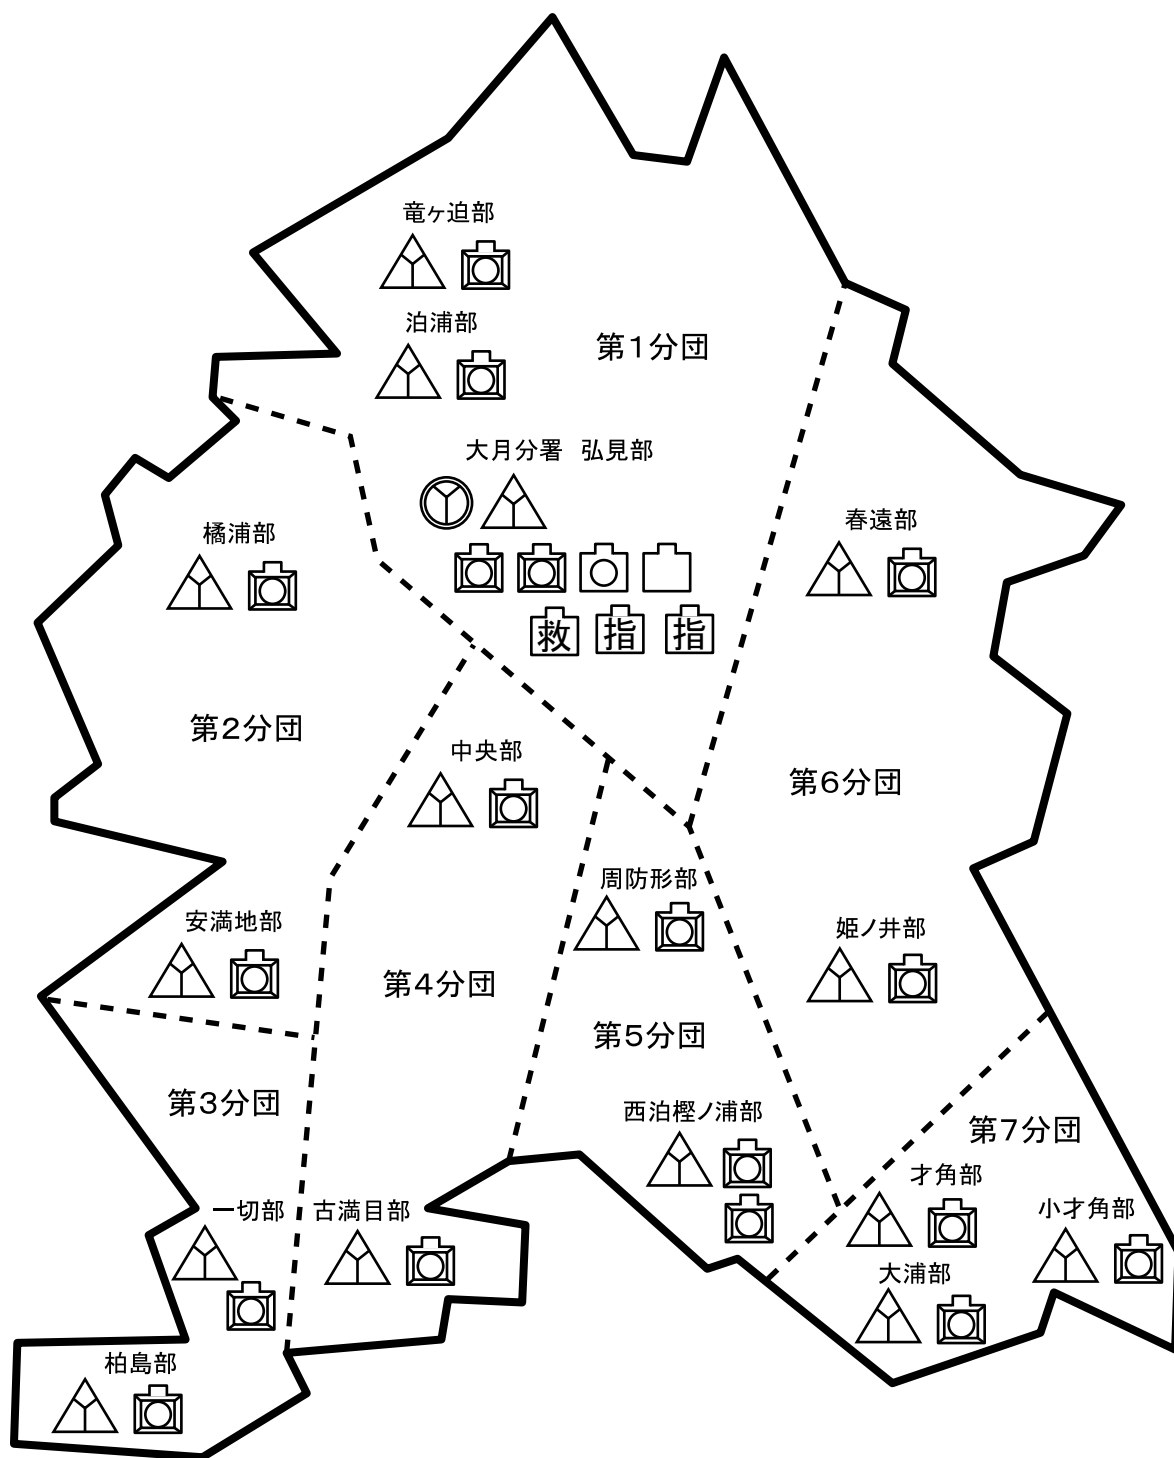 竜ヶ迫部
泊浦部
第1分団
大月分署 弘見部
橘浦部
春遠部
救 指 指
第2分団
中央部
第6分団
周防形部
安満地部
姫ノ井部
第4分団
第5分団
第3分団
西泊樫ノ浦部
第7分団
才角部
一切部
古満目部
小才角部
大浦部
柏島部